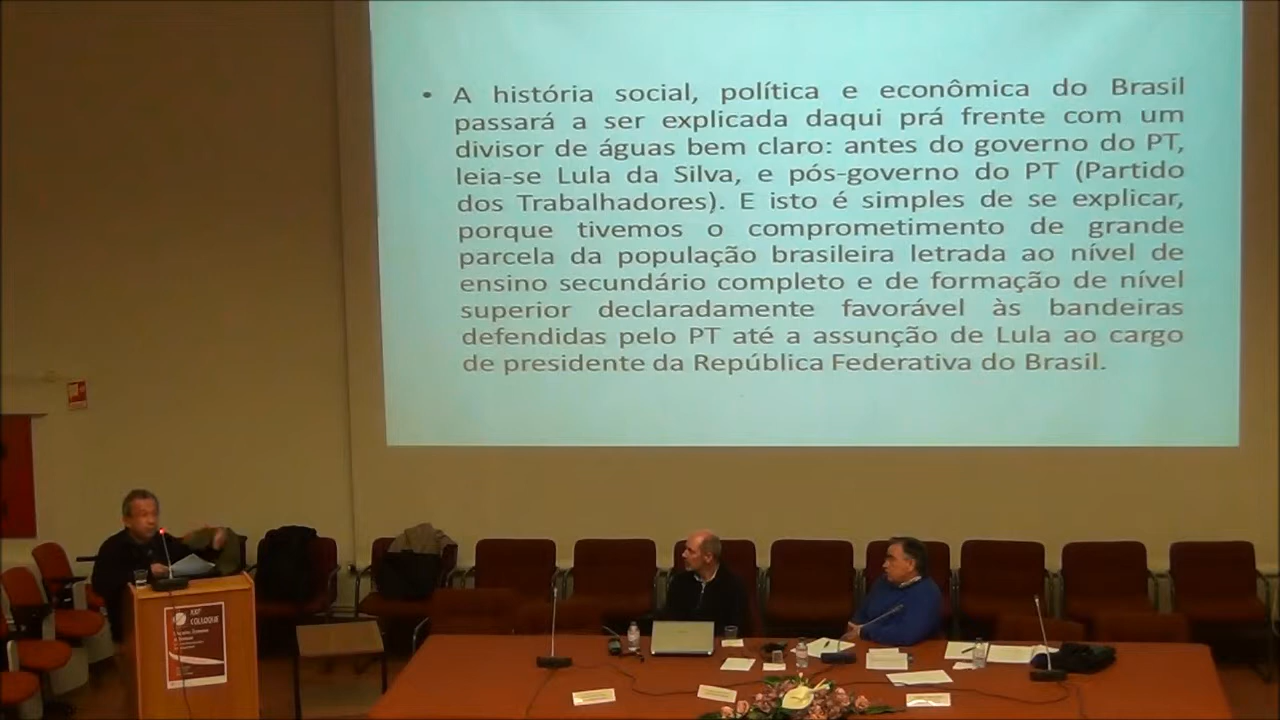 • A história social, política e econômica do Brasil
passará a ser explicada daqui prá frente com um
divisor de águas bem claro: antes do governo do PT,
leia-se Lula da Silva, e pós-governo do PT (Partido
dos Trabalhadores). E isto é simples de se explicar,
porque tivemos o comprometimento de grande
parcela da população brasileira letrada ao nível de
ensino secundário completo e de formação de nível
superior declaradamente favorável às bandeiras
defendidas pelo PT até a assunção de Lula ao cargo
de presidente da República Federativa do Brasil.
COLLOQUE